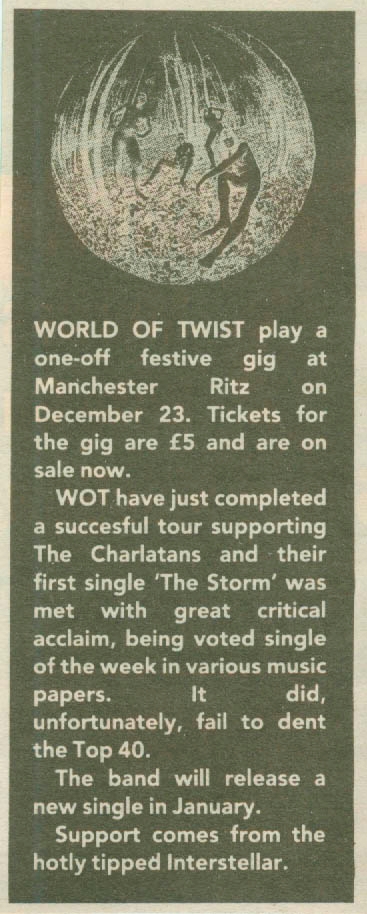 WORLD OF TWIST play a
one-off festive gig at
Manchester Ritz on
December 23. Tickets for
the gig are £5 and are on
sale now.
WOT have just completed
a succesful tour supporting
The Charlatans and their
first single 'The Storm' was
met with great critical
acclaim, being voted single
of the week in various music
papers. It did,
unfortunately, fail to dent
the Top 40.
The band will release a
new single in January.
Support comes from the
hotly tipped Interstellar.